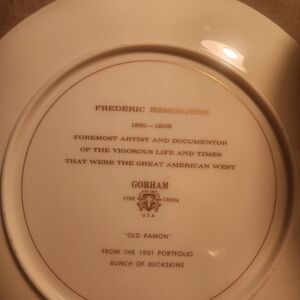 FREDERIC REMINGTON
1861—1909
FOREMOST ARTIST AND DOCUMENTOR
OF THE VIGOROUS LIFE AND TIMES
THAT WERE THE GREAT AMERICAN WEST
GORHAM
FINE CHINA
USA
"OLD RAMON"
FROM THE 1901 PORTFOLIO
BUNCH OF BUCKSKINS